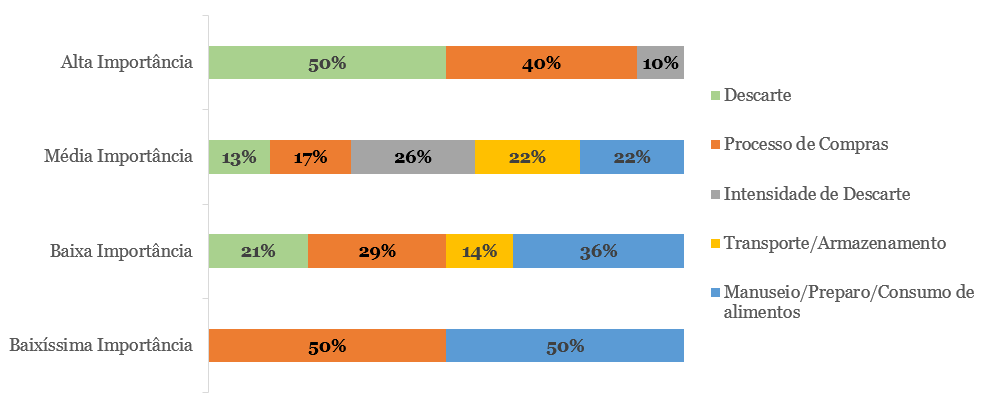 Alta Importância
50%
40%
10%
Média Importância
13%
17%
26%
22%
22%
Baixa Importância
21%
29%
14%
36%
Baixíssima Importância
50%
50%
Descarte
Processo de Compras
Intensidade de Descarte
Transporte/Armazenamento
Manuseio/Preparo/Consumo de
alimentos